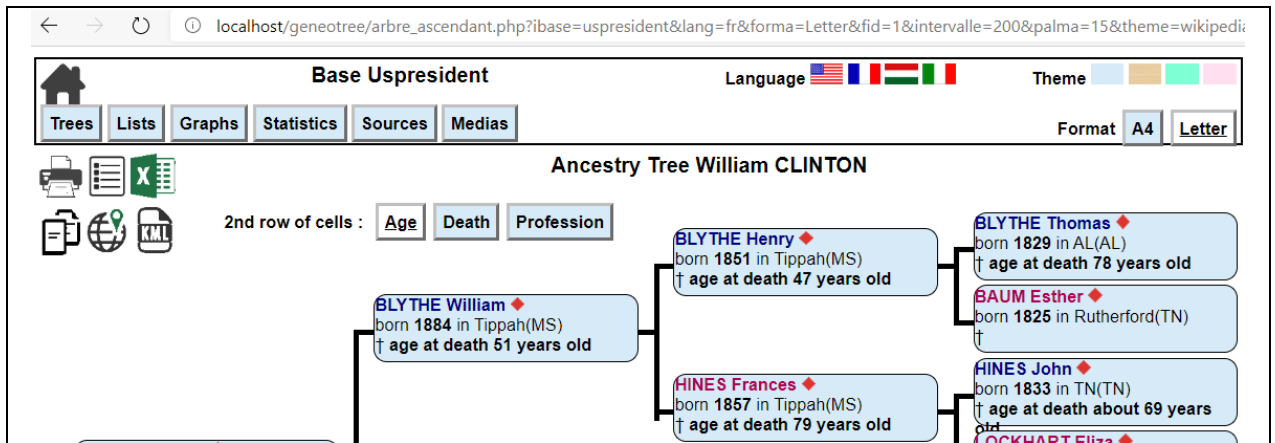 localhost/geneotree/arbre_ascendant.php?ibase=uspresident&lang=fr&forma=Letter&fid=1&intervalle=200&palma=15&theme=wikipedia
Base Uspresident
Language
Theme
Trees Lists Graphs Statistics Sources Medias
Format A4 Letter
Ancestry Tree William CLINTON
X
KML
2nd row of cells : Age Death Profession
BLYTHE Thomas
born 1829 in AL(AL)
† age at death 78 years old
BLYTHE Henry
born 1851 in Tippah(MS)
† age at death 47 years old
BAUM Esther
born 1825 in Rutherford(TN)
†
BLYTHE William
born 1884 in Tippah(MS)
† age at death 51 years old
HINES John
born 1833 in TN(TN)
† age at death about 69 years
old
HINES Frances
born 1857 in Tippah(MS)
† age at death 79 years old
LOCKHART Eliza